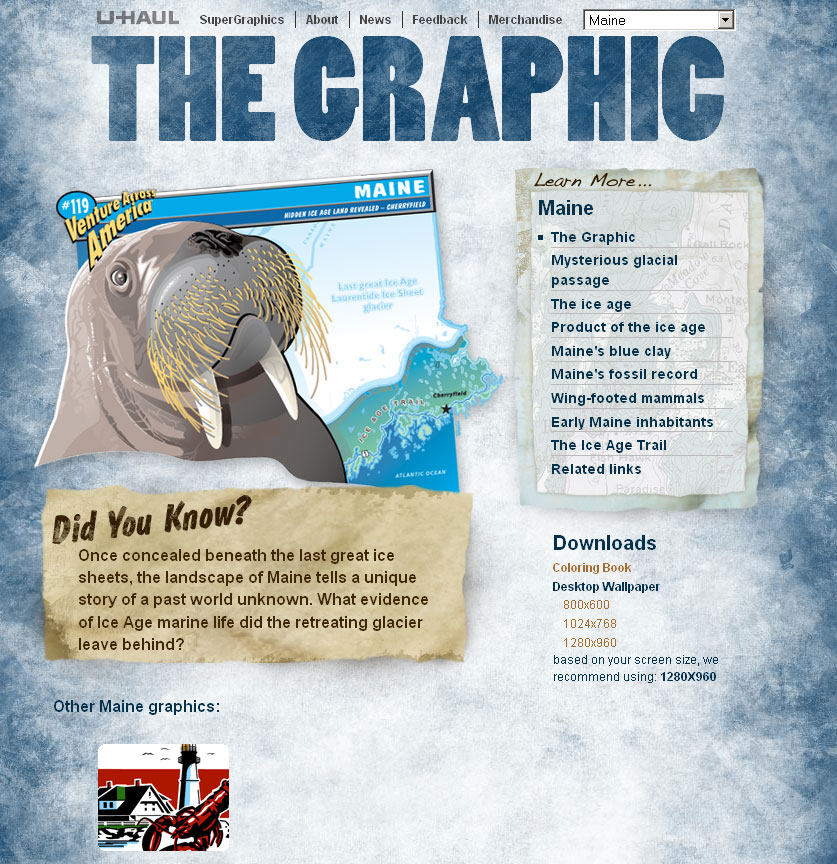 U-HAUL SuperGraphics About News Feedback Merchandise Maine
THE GRAPHIC
#119
Venture Across
America
MAINE
HIDDEN ICE AGE LAND REVEALED – CHERRYFIELD
Last great Ice Age
Laurentide Ice Sheet
glacier
Cherryfield
ICE AGE TRAIL
ATLANTIC OCEAN
Did You Know?
Once concealed beneath the last great ice
sheets, the landscape of Maine tells a unique
story of a past world unknown. What evidence
of Ice Age marine life did the retreating glacier
leave behind?
Other Maine graphics:
Learn More...
Maine
The Graphic
Mysterious glacial
passage
The ice age
Product of the ice age
Maine's blue clay
Maine's fossil record
Wing-footed mammals
Early Maine inhabitants
The Ice Age Trail
Related links
Downloads
Coloring Book
Desktop Wallpaper
800x600
1024x768
1280x960
based on your screen size, we
recommend using: 1280X960